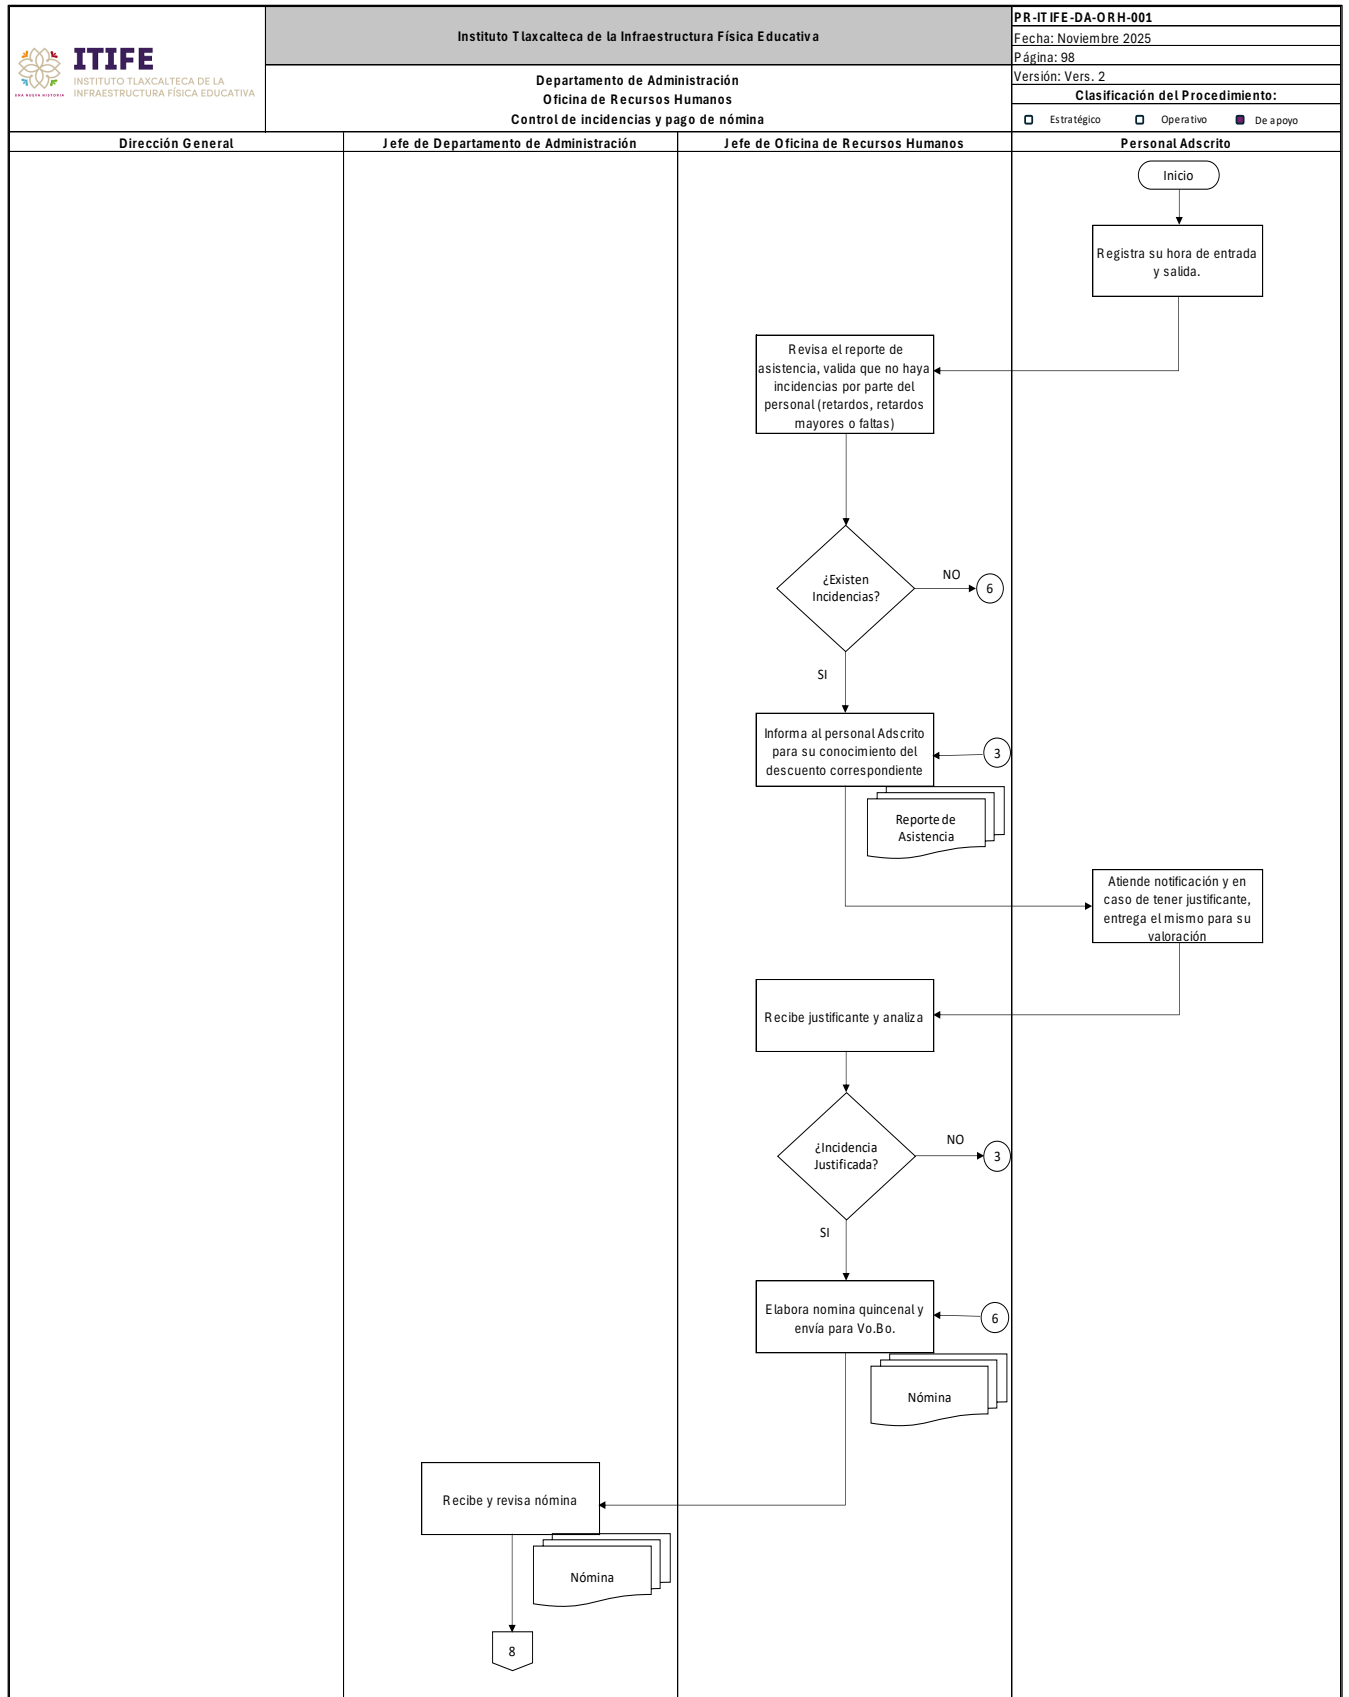 ITIFE
INSTITUTO TLAXCALTECA DE LA
INFRAESTRUCTURA FÍSICA EDUCATIVA
UNA NUEVA HISTORIA
Instituto Tlaxcalteca de la Infraestructura Física Educativa
Departamento de Administración
Oficina de Recursos Humanos
Control de incidencias y pago de nómina
PR-ITIFE-DA-ORH-001
Fecha: Noviembre 2025
Página: 98
Versión: Vers. 2
Clasificación del Procedimiento:
Estratégico Operativo De apoyo
Dirección General
Jefe de Departamento de Administración
Jefe de Oficina de Recursos Humanos
Personal Adscrito
Inicio
Registra su hora de entrada
y salida.
Revisa el reporte de
asistencia, valida que no haya
incidencias por parte del
personal (retardos, retardos
mayores o faltas)
¿Existen
Incidencias?
NO
6
SI
Informa al personal Adscrito
para su conocimiento del
descuento correspondiente
3
Reporte de
Asistencia
Atiende notificación y en
caso de tener justificante,
entrega el mismo para su
valoración
Recibe justificante y analiza
¿Incidencia
Justificada?
NO
3
SI
Elabora nomina quincenal y
envía para Vo.Bo.
6
Nómina
Recibe y revisa nómina
Nómina
8